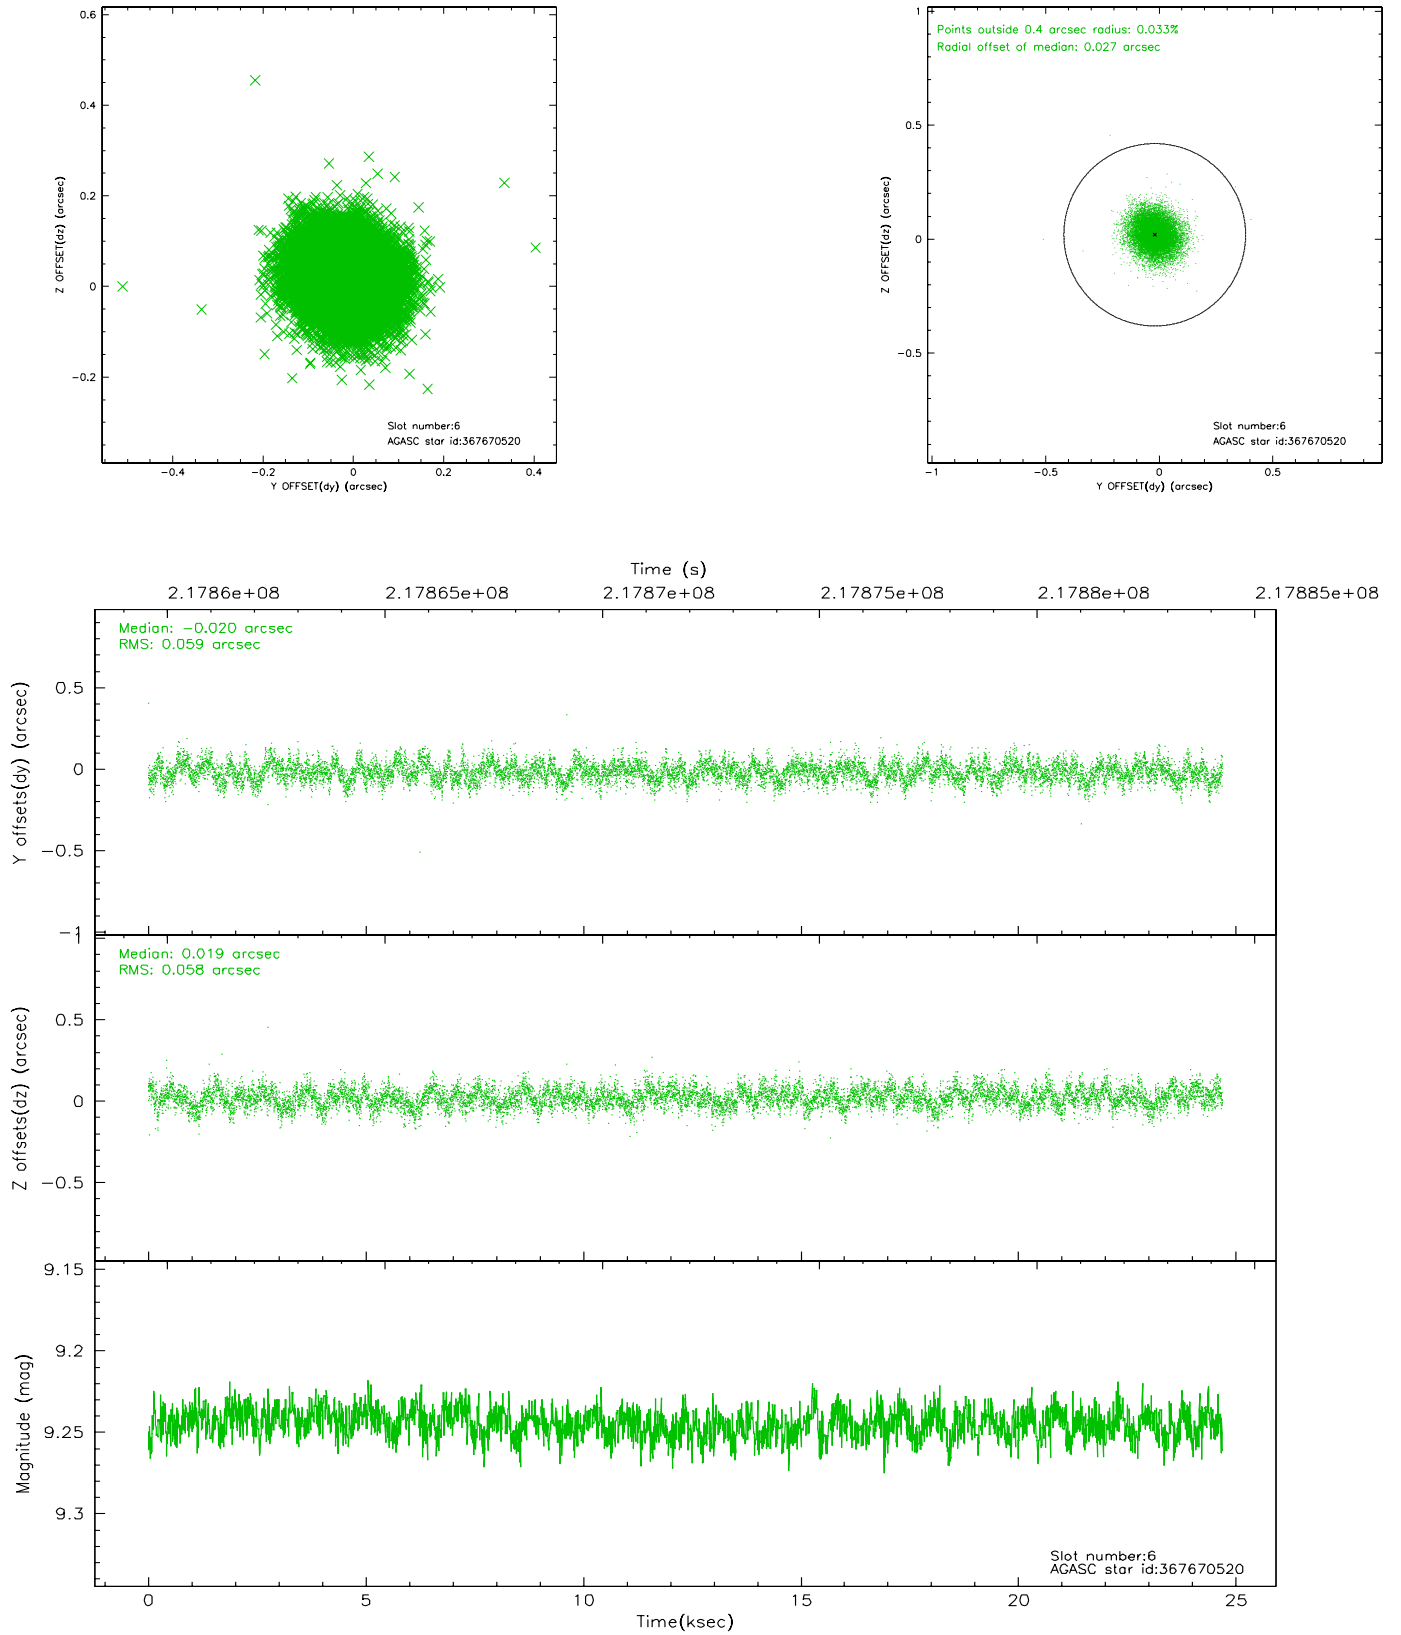 0.6
0.4
0.2
0
−0.2
Z OFFSET(dz) (arcsec)
Slot number:6
AGASC star id:367670520
−0.4 −0.2 0 0.2 0.4
Y OFFSET(dy) (arcsec)
1
0.5
0
−0.5
−1
Z OFFSET(dz) (arcsec)
Points outside 0.4 arcsec radius: 0.033%
Radial offset of median: 0.027 arcsec
Slot number:6
AGASC star id:367670520
−1 −0.5 0 0.5
Y OFFSET(dy) (arcsec)
Time (s)
2.1786e+08 2.17865e+08 2.1787e+08 2.17875e+08 2.1788e+08 2.17885e+08
Median: −0.020 arcsec
RMS: 0.059 arcsec
0.5
0
−0.5
−1
Y offsets(dy) (arcsec)
Median: 0.019 arcsec
RMS: 0.058 arcsec
1
0.5
0
−0.5
Z offsets(dz) (arcsec)
9.15
9.2
9.25
9.3
Magnitude (mag)
Slot number:6
AGASC star id:367670520
0 5 10 15 20 25
Time(ksec)